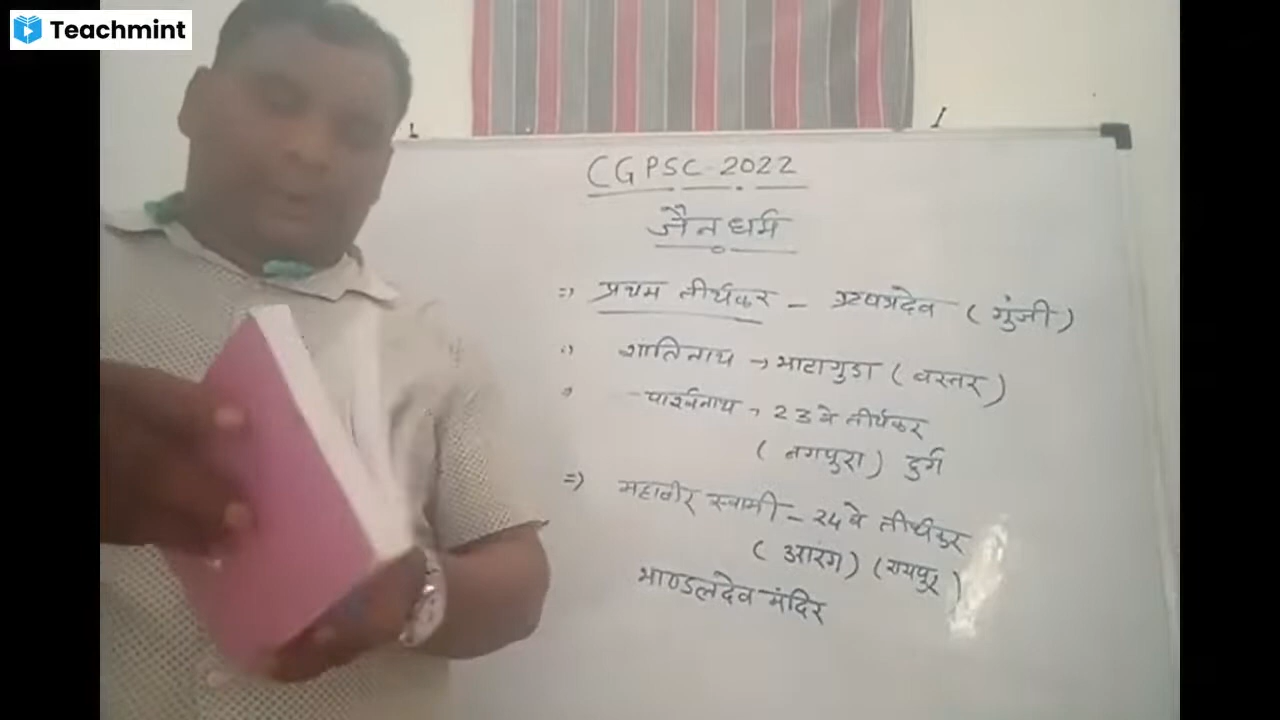 Teachmint
CGPSC-2022
जैन धर्म
=> प्रथम तीर्थंकर - ऋषभदेव (गुंजी)
शांतिनाथ → भाटागुडा (बस्तर)
पार्श्वनाथ → 23 वे तीर्थंकर
(नगपुरा) दुर्ग
=> महावीर स्वामी - 24 वे तीर्थंकर
(आरंग) (रायपुर)
भाण्डलदेव मंदिर